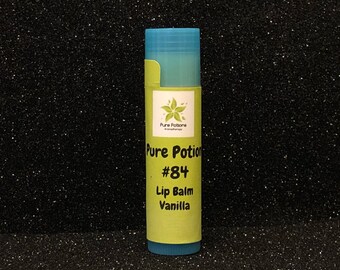 Pure Potions
Pure Potion
#84
Lip Balm
Vanilla